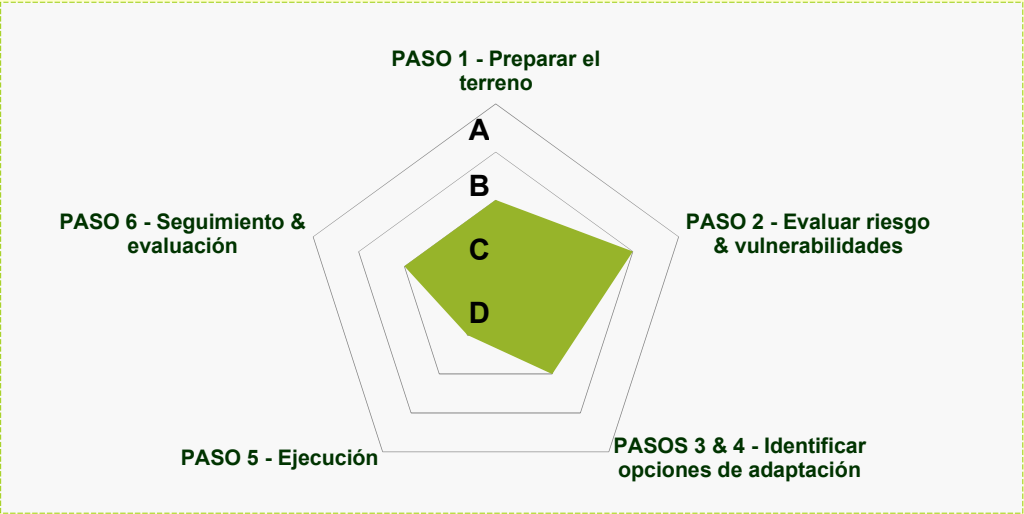 PASO 1 - Preparar el
terreno
A
B
PASO 6 - Seguimiento &
evaluación
PASO 2 - Evaluar riesgo
& vulnerabilidades
C
D
PASO 5 - Ejecución
PASOS 3 & 4 - Identificar
opciones de adaptación